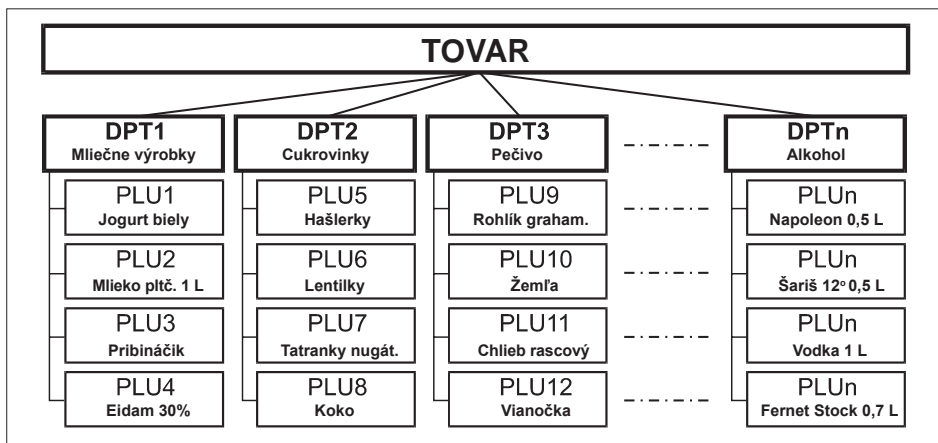 TOVAR
DPT1
Mliečne výrobky
DPT2
Cukrovinky
DPT3
Pečivo
DPTn
Alkohol
PLU1
Jogurt biely
PLU5
Hašlerky
PLU9
Rohlík graham.
PLUn
Napoleon 0,5 L
PLU2
Mlieko pltč. 1 L
PLU6
Lentilky
PLU10
Žemľa
PLUn
Šariš 12º 0,5 L
PLU3
Pribináčik
PLU7
Tatranky nugát.
PLU11
Chlieb rascový
PLUn
Vodka 1 L
PLU4
Eidam 30%
PLU8
Koko
PLU12
Vianočka
PLUn
Fernet Stock 0,7 L